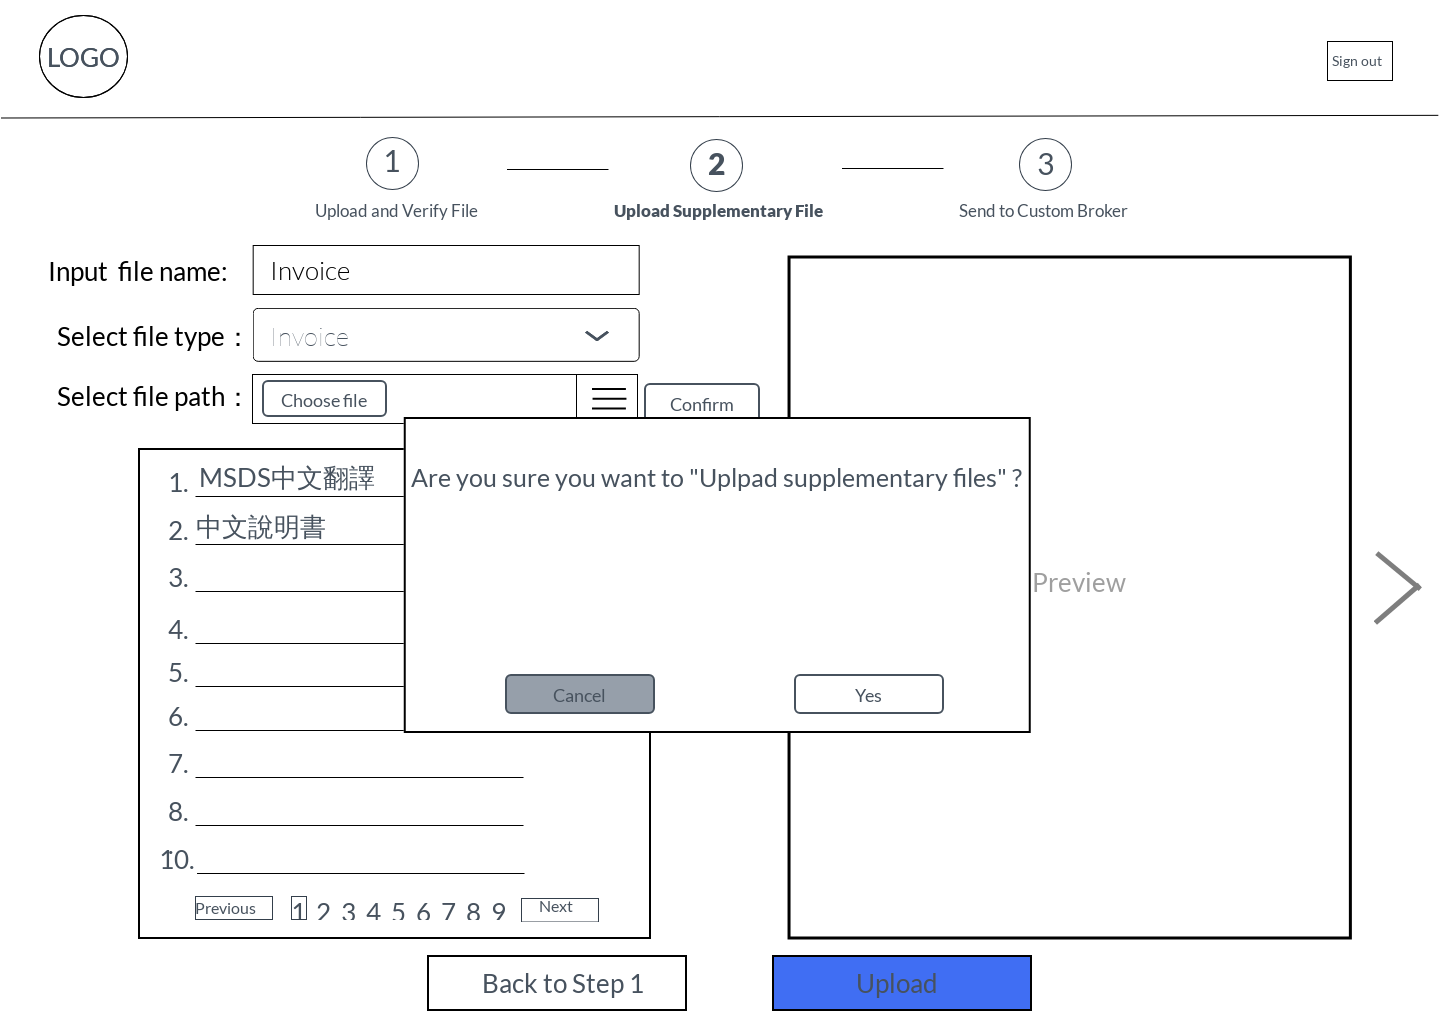 LOGO
Sign out
1
2
3
Upload and Verify File
Upload Supplementary File
Send to Custom Broker
Input file name:
Invoice
Select file type :
Invoice
Select file path :
Choose file
Confirm
1. MSDS中文翻譯
2. 中文說明書
3.
4.
5.
6.
7.
8.
10.
Previous 1 2 3 4 5 6 7 8 9 Next
Are you sure you want to "Uplpad supplementary files" ?
Cancel
Yes
Preview
Back to Step 1
Upload